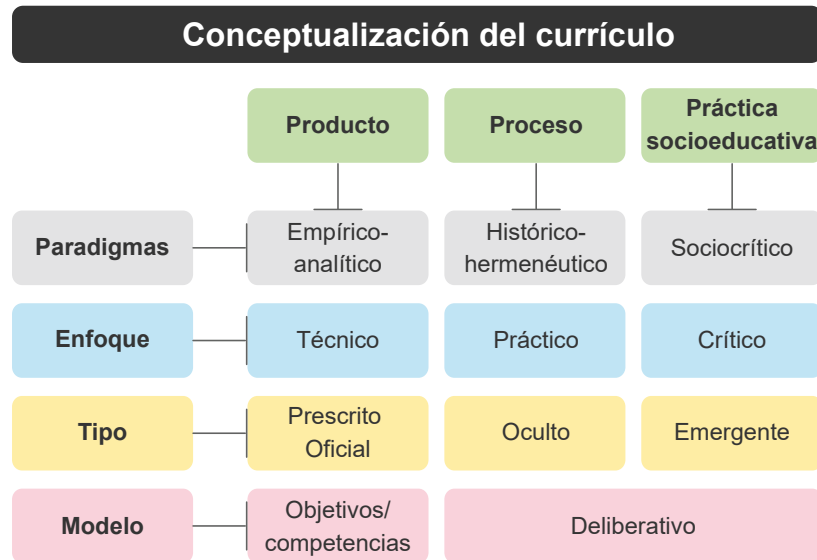 Conceptualización del currículo
Producto
Proceso
Práctica
socioeducativa
Paradigmas
Empírico-
analítico
Histórico-
hermenéutico
Sociocrítico
Enfoque
Técnico
Práctico
Crítico
Tipo
Prescrito
Oficial
Oculto
Emergente
Modelo
Objetivos/
competencias
Deliberativo